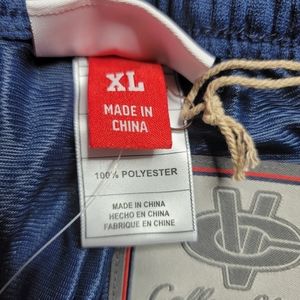 XL
MADE IN
CHINA
100% POLYESTER
MADE IN CHINA
HECHO EN CHINA
FABRIQUE EN CHINE